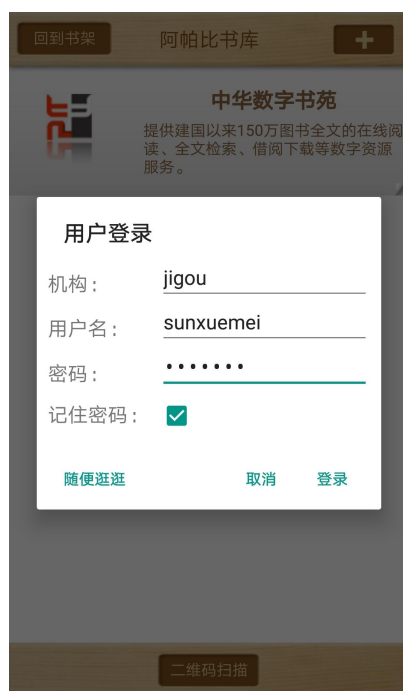 回到书架
阿帕比书库
中华数字书苑
提供建国以来150万图书全文的在线阅
读、全文检索、借阅下载等数字资源
服务。
用户登录
机构: jigou
用户名: sunxuemei
密码: •••••••
记住密码:
随便逛逛 取消 登录
二维码扫描